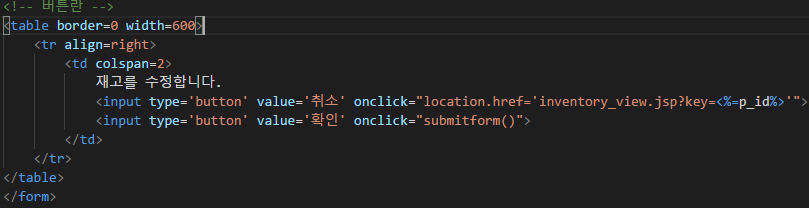 <!-- 버튼란 -->
<table border=0 width=600>
<tr align=right>
<td colspan=2>
재고를 수정합니다.
<input type='button' value='취소' onclick="location.href='inventory_view.jsp?key=<%=p_id%>'">
<input type='button' value='확인' onclick="submitform()">
</td>
</tr>
</table>
</form>